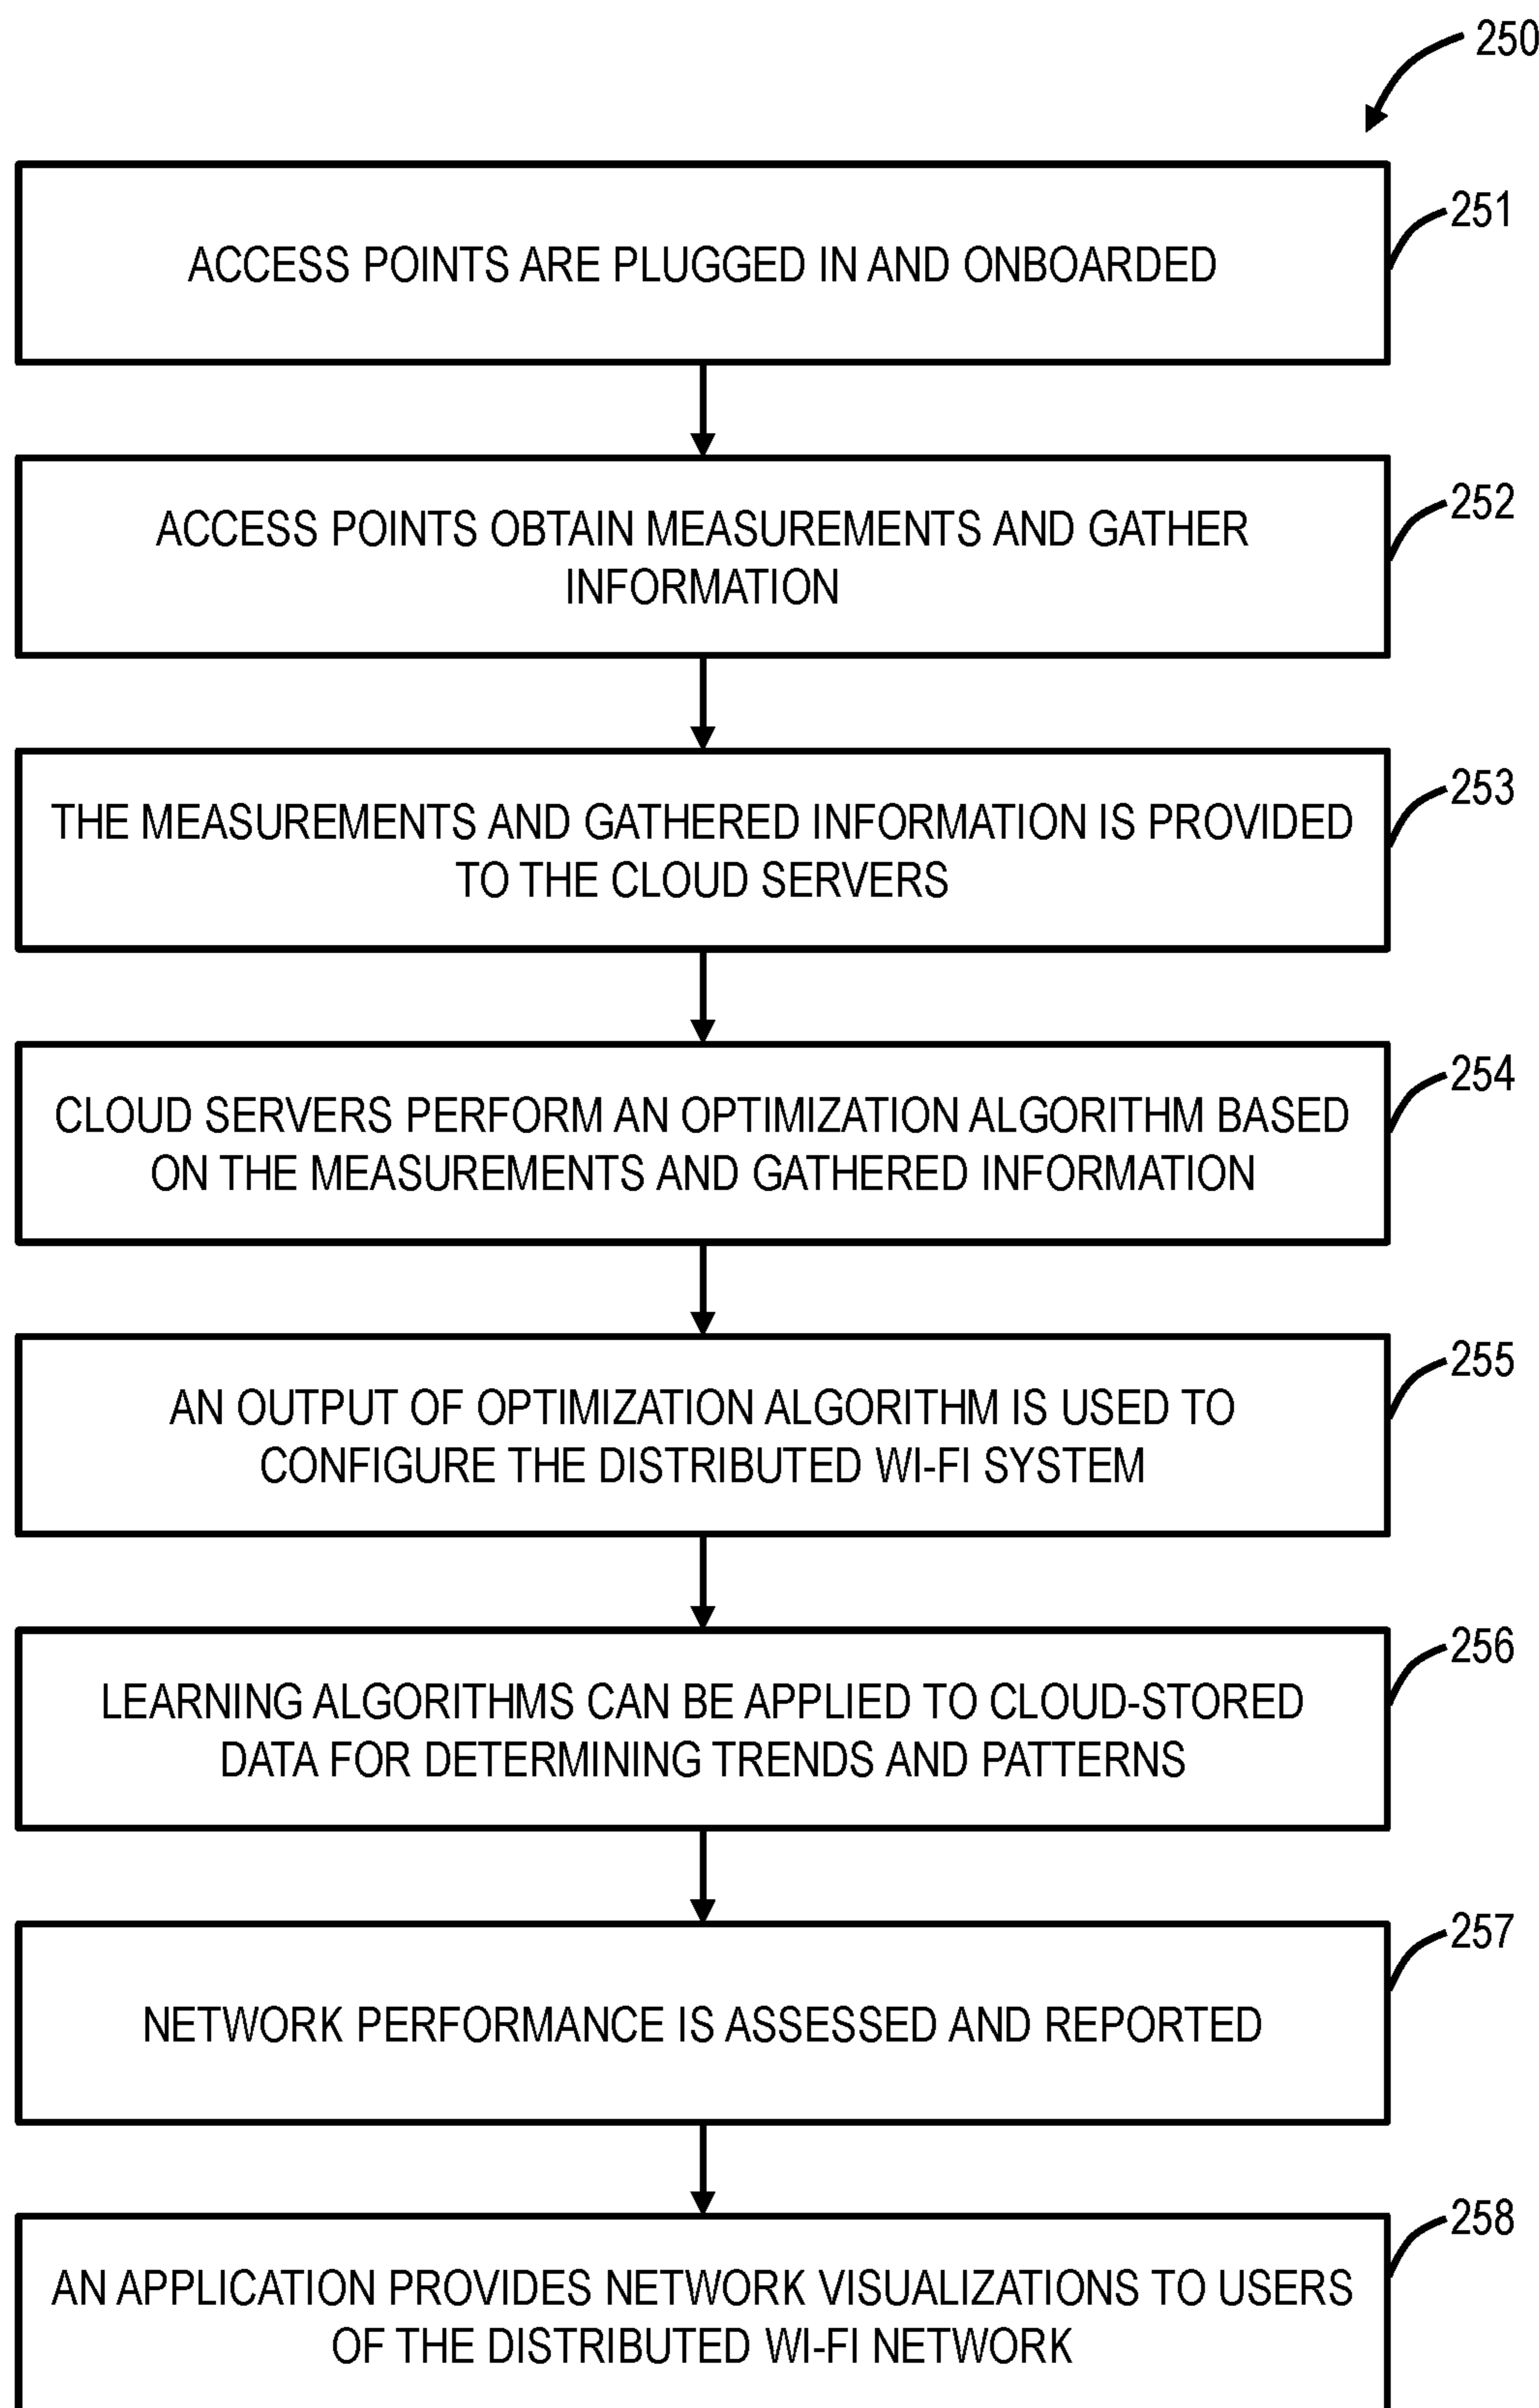 250
251
ACCESS POINTS ARE PLUGGED IN AND ONBOARDED
252
ACCESS POINTS OBTAIN MEASUREMENTS AND GATHER
INFORMATION
253
THE MEASUREMENTS AND GATHERED INFORMATION IS PROVIDED
TO THE CLOUD SERVERS
254
CLOUD SERVERS PERFORM AN OPTIMIZATION ALGORITHM BASED
ON THE MEASUREMENTS AND GATHERED INFORMATION
255
AN OUTPUT OF OPTIMIZATION ALGORITHM IS USED TO
CONFIGURE THE DISTRIBUTED WI-FI SYSTEM
256
LEARNING ALGORITHMS CAN BE APPLIED TO CLOUD-STORED
DATA FOR DETERMINING TRENDS AND PATTERNS
257
NETWORK PERFORMANCE IS ASSESSED AND REPORTED
258
AN APPLICATION PROVIDES NETWORK VISUALIZATIONS TO USERS
OF THE DISTRIBUTED WI-FI NETWORK